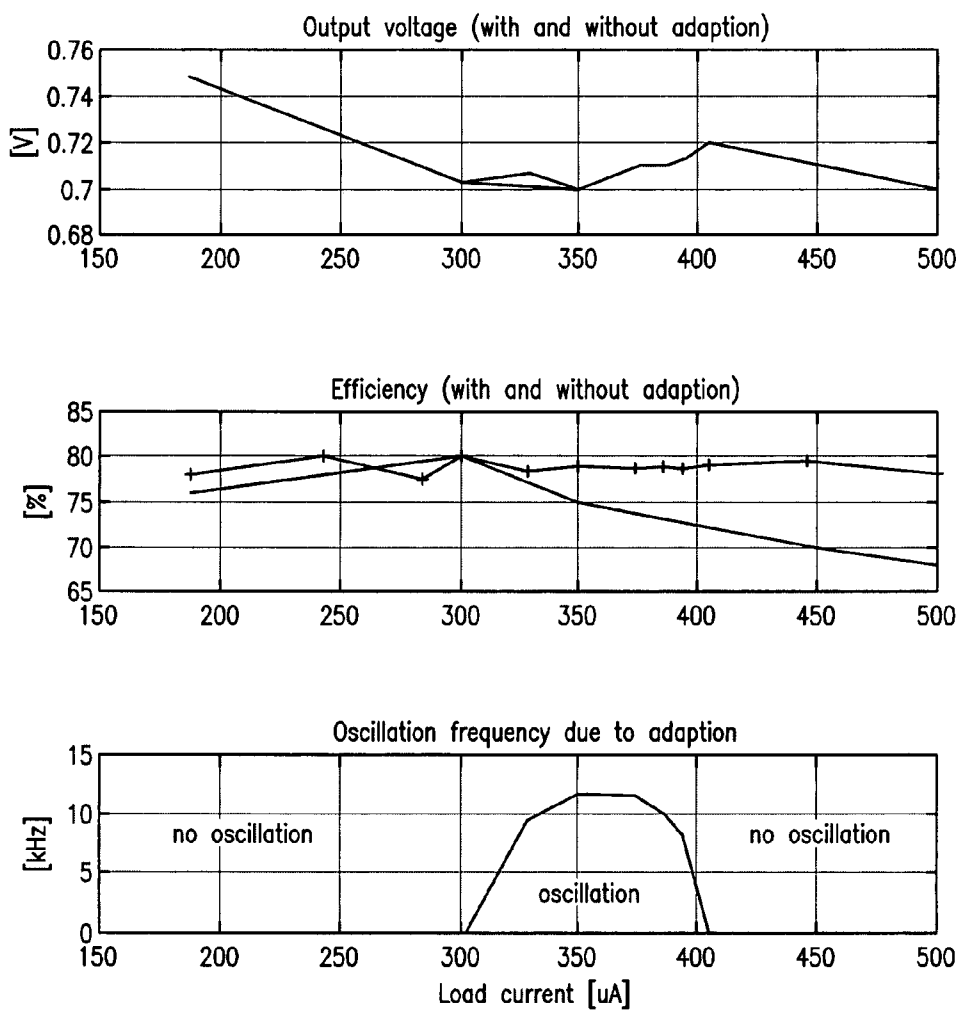 Output voltage (with and without adaption)
0.76
0.74
0.72
0.7
0.68
[V]
150 200 250 300 350 400 450 500
Efficiency (with and without adaption)
85
80
75
70
65
[%]
150 200 250 300 350 400 450 500
Oscillation frequency due to adaption
15
10
5
0
[kHz]
no oscillation
oscillation
no oscillation
150 200 250 300 350 400 450 500
Load current [uA]